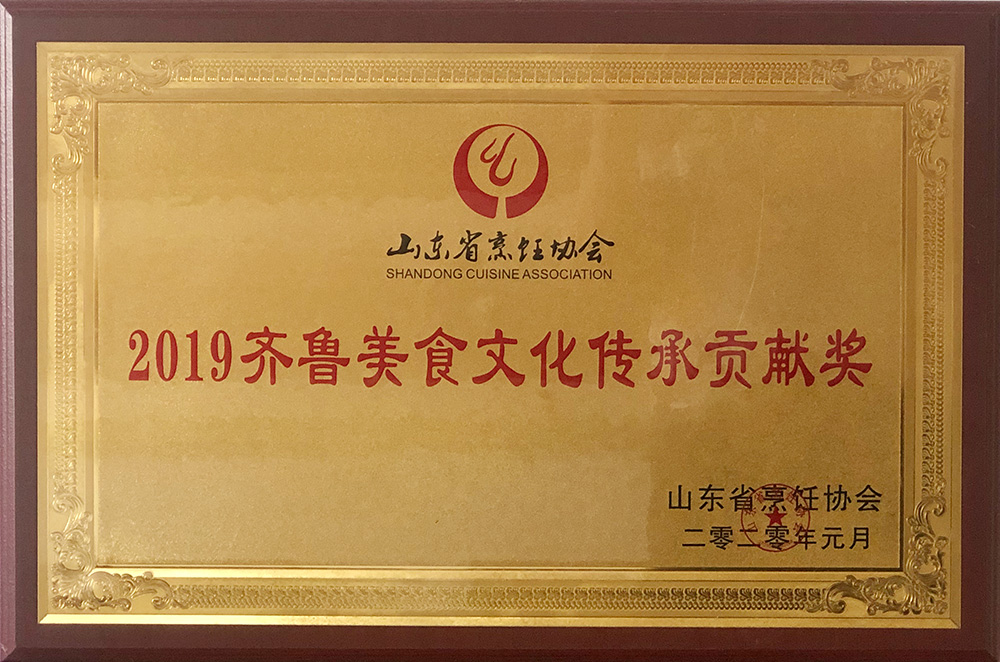 山东省烹饪协会
SHANDONG CUISINE ASSOCIATION
2019齐鲁美食文化传承贡献奖
山东省烹饪协会
二零二零年元月